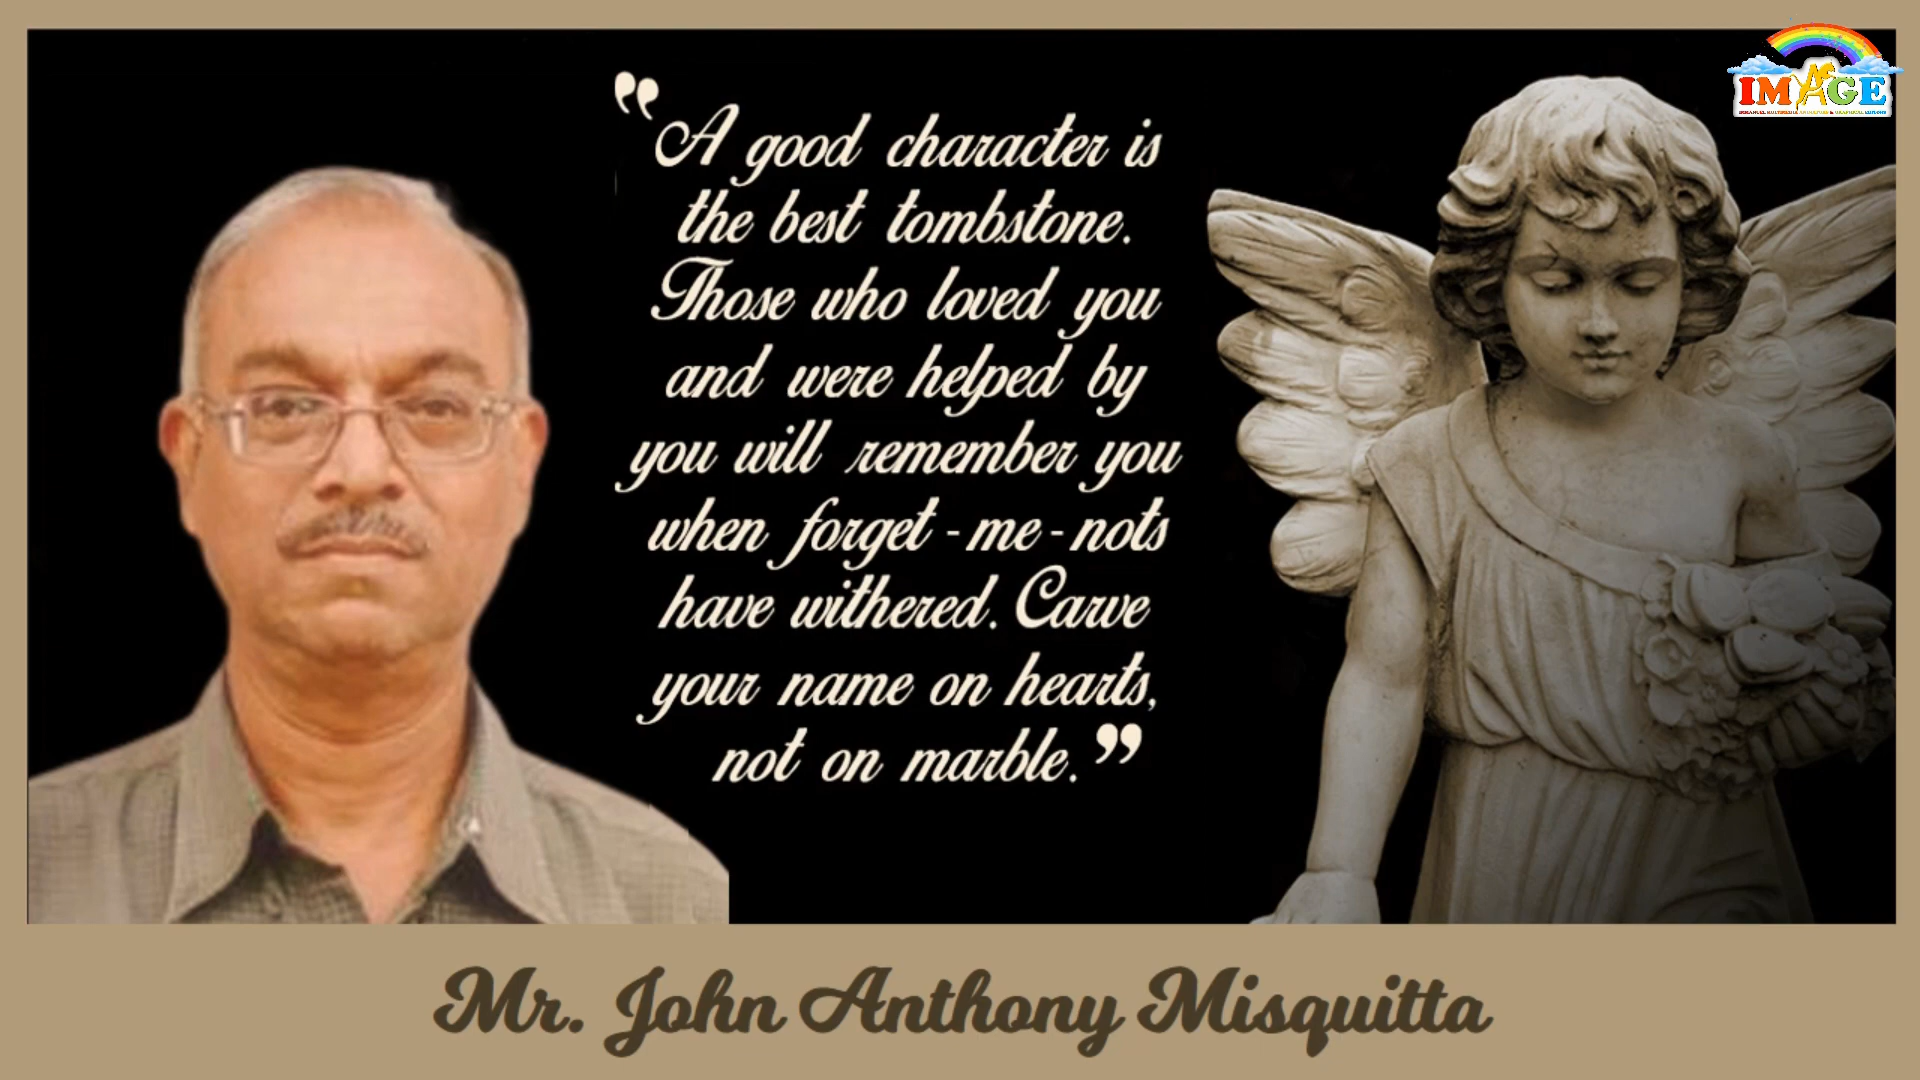 IMAGE
❜❜A good character is
the best tombstone.
Those who loved you
and were helped by
you will remember you
when forget-me-nots
have withered. Carve
your name on hearts,
not on marble.❜❜
Mr. John Anthony Misquitta